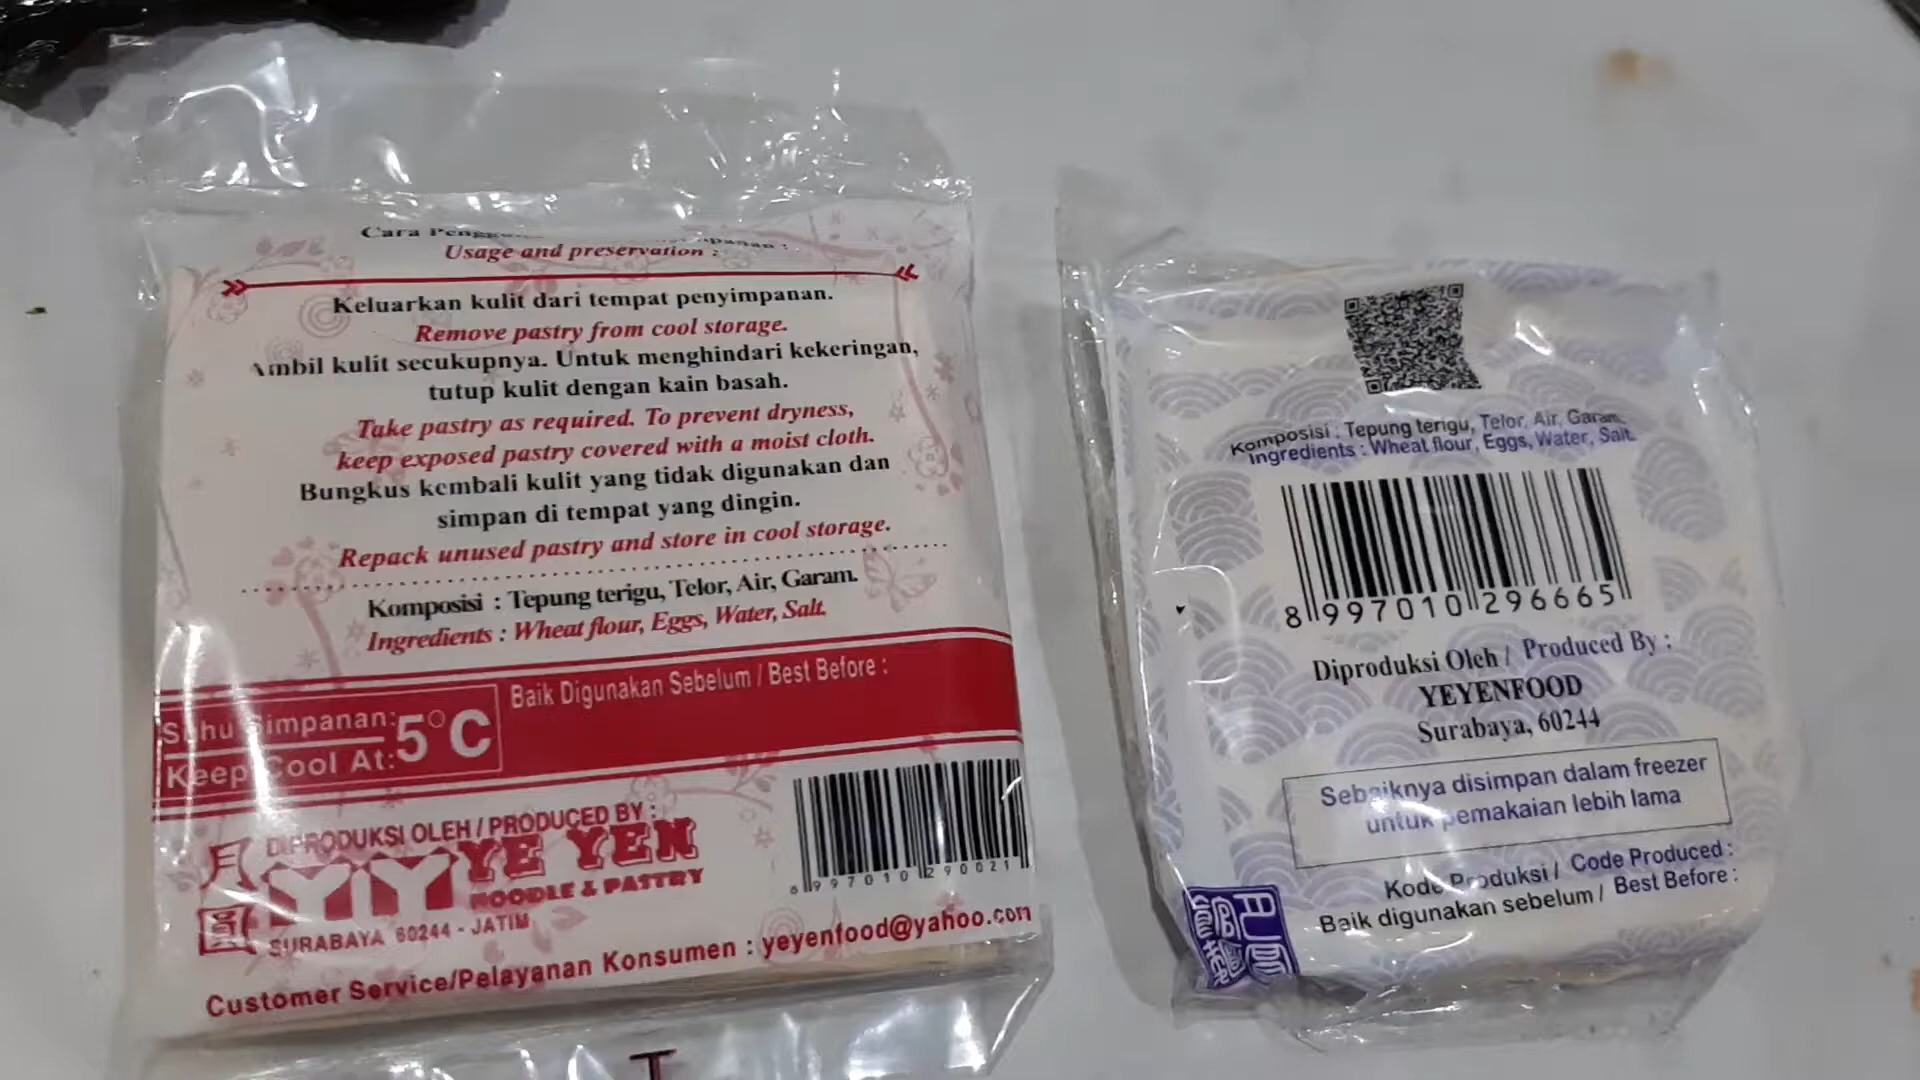 Cara
Usage and preservation :
Keluarkan kulit dari tempat penyimpanan.
Remove pastry from cool storage.
Ambil kulit secukupnya. Untuk menghindari kekeringan,
tutup kulit dengan kain basah.
Take pastry as required. To prevent dryness,
keep exposed pastry covered with a moist cloth.
Bungkus kembali kulit yang tidak digunakan dan
simpan di tempat yang dingin.
Repack unused pastry and store in cool storage.
Komposisi : Tepung terigu, Telor, Air, Garam.
Ingredients : Wheat flour, Eggs, Water, Salt.
Suhu Simpanan:
Keep Cool At:
5°C
Baik Digunakan Sebelum / Best Before :
DIPRODUKSI OLEH / PRODUCED BY :
月圓
YY YE YEN
NOODLE & PASTRY
SURABAYA 60244 - JATIM
8 997010 290021
Customer Service/Pelayanan Konsumen : yeyenfood@yahoo.com
Komposisi : Tepung terigu, Telor, Air, Garam.
Ingredients : Wheat flour, Eggs, Water, Salt.
8 997010 296665
Diproduksi Oleh / Produced By :
YEYENFOOD
Surabaya, 60244
Sebaiknya disimpan dalam freezer
untuk pemakaian lebih lama
Kode Produksi / Code Produced :
Baik digunakan sebelum / Best Before :